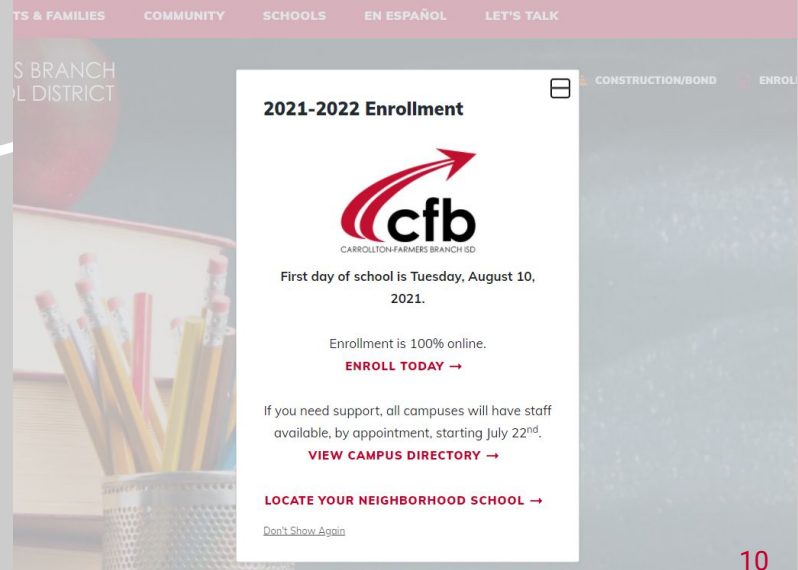 TS & FAMILIES COMMUNITY SCHOOLS EN ESPAÑOL LET'S TALK
S BRANCH
L DISTRICT
CONSTRUCTION/BOND ENROLL
2021-2022 Enrollment
cfb
CARROLLTON-FARMERS BRANCH ISD
First day of school is Tuesday, August 10,
2021.
Enrollment is 100% online.
ENROLL TODAY →
If you need support, all campuses will have staff
available, by appointment, starting July 22nd.
VIEW CAMPUS DIRECTORY →
LOCATE YOUR NEIGHBORHOOD SCHOOL →
Don't Show Again
10